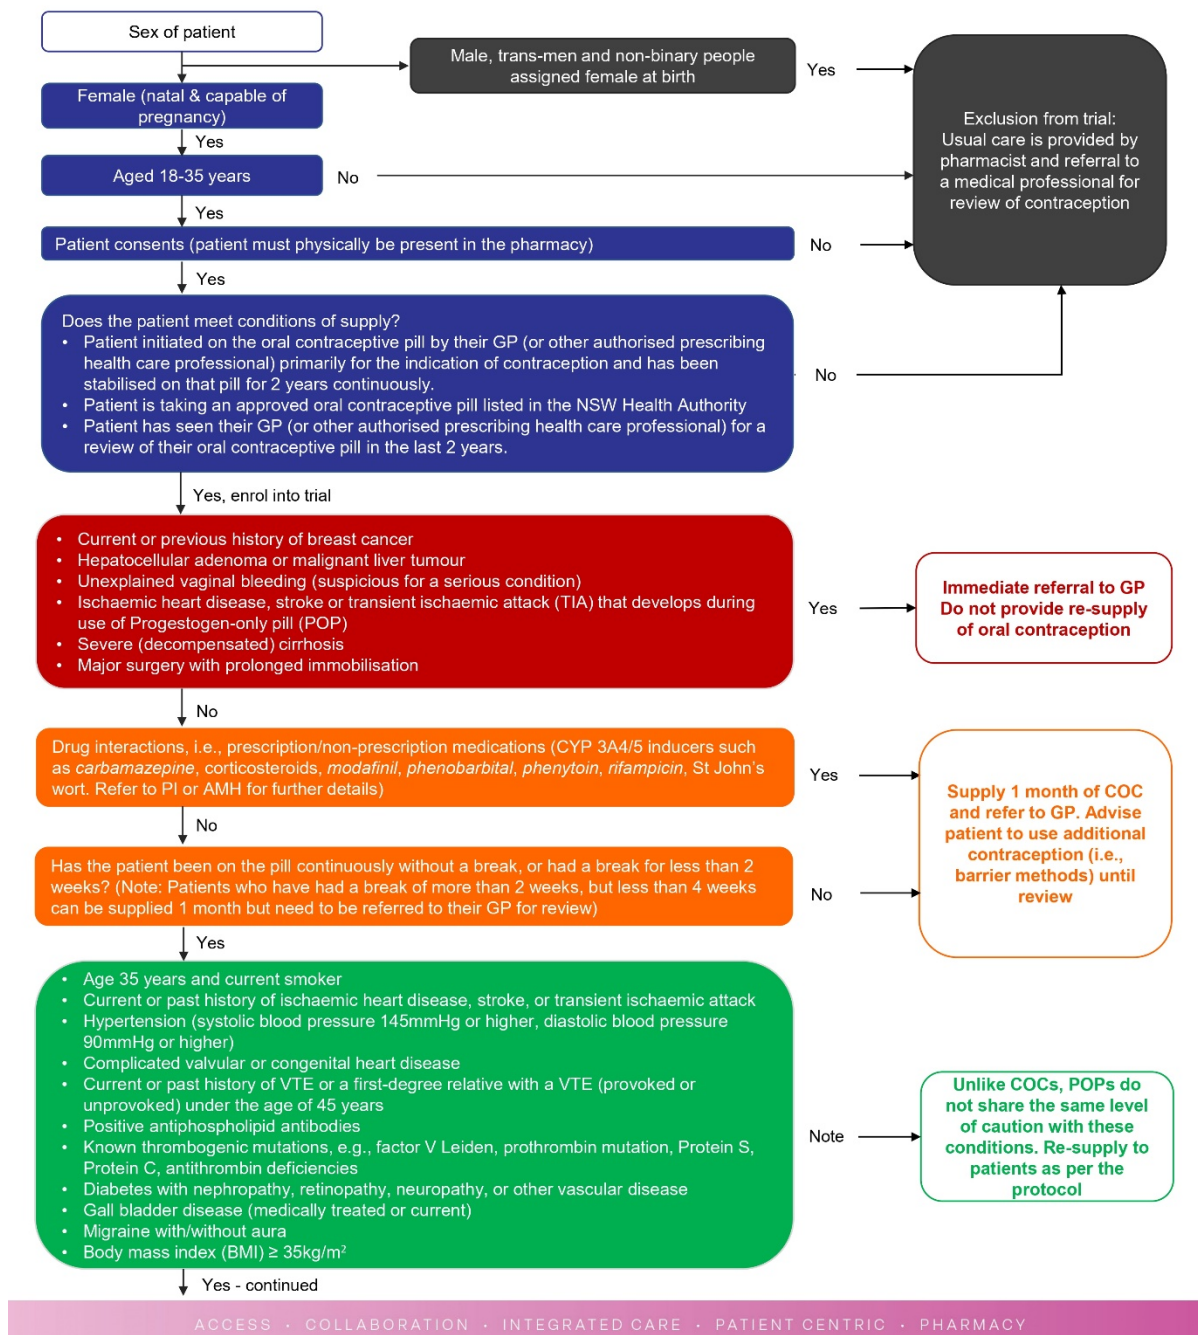 Sex of patient
Male, trans-men and non-binary people
assigned female at birth
Yes
Exclusion from trial:
Usual care is provided by
pharmacist and referral to
a medical professional for
review of contraception
Female (natal & capable of
pregnancy)
Yes
Aged 18-35 years
No
Yes
Patient consents (patient must physically be present in the pharmacy)
No
Yes
Does the patient meet conditions of supply?
• Patient initiated on the oral contraceptive pill by their GP (or other authorised prescribing
health care professional) primarily for the indication of contraception and has been
stabilised on that pill for 2 years continuously.
• Patient is taking an approved oral contraceptive pill listed in the NSW Health Authority
• Patient has seen their GP (or other authorised prescribing health care professional) for a
review of their oral contraceptive pill in the last 2 years.
No
Yes, enrol into trial
• Current or previous history of breast cancer
• Hepatocellular adenoma or malignant liver tumour
• Unexplained vaginal bleeding (suspicious for a serious condition)
• Ischaemic heart disease, stroke or transient ischaemic attack (TIA) that develops during
use of Progestogen-only pill (POP)
• Severe (decompensated) cirrhosis
• Major surgery with prolonged immobilisation
Yes
Immediate referral to GP
Do not provide re-supply
of oral contraception
No
Drug interactions, i.e., prescription/non-prescription medications (CYP 3A4/5 inducers such
as carbamazepine, corticosteroids, modafinil, phenobarbital, phenytoin, rifampicin, St John's
wort. Refer to PI or AMH for further details)
Yes
Supply 1 month of COC
and refer to GP. Advise
patient to use additional
contraception (i.e.,
barrier methods) until
review
No
Has the patient been on the pill continuously without a break, or had a break for less than 2
weeks? (Note: Patients who have had a break of more than 2 weeks, but less than 4 weeks
can be supplied 1 month but need to be referred to their GP for review)
No
Yes
• Age 35 years and current smoker
• Current or past history of ischaemic heart disease, stroke, or transient ischaemic attack
• Hypertension (systolic blood pressure 145mmHg or higher, diastolic blood pressure
90mmHg or higher)
• Complicated valvular or congenital heart disease
• Current or past history of VTE or a first-degree relative with a VTE (provoked or
unprovoked) under the age of 45 years
• Positive antiphospholipid antibodies
• Known thrombogenic mutations, e.g., factor V Leiden, prothrombin mutation, Protein S,
Protein C, antithrombin deficiencies
• Diabetes with nephropathy, retinopathy, neuropathy, or other vascular disease
• Gall bladder disease (medically treated or current)
• Migraine with/without aura
• Body mass index (BMI) ≥ 35kg/m²
Note
Unlike COCs, POPs do
not share the same level
of caution with these
conditions. Re-supply to
patients as per the
protocol
Yes - continued
ACCESS · COLLABORATION · INTEGRATED CARE · PATIENT CENTRIC · PHARMACY